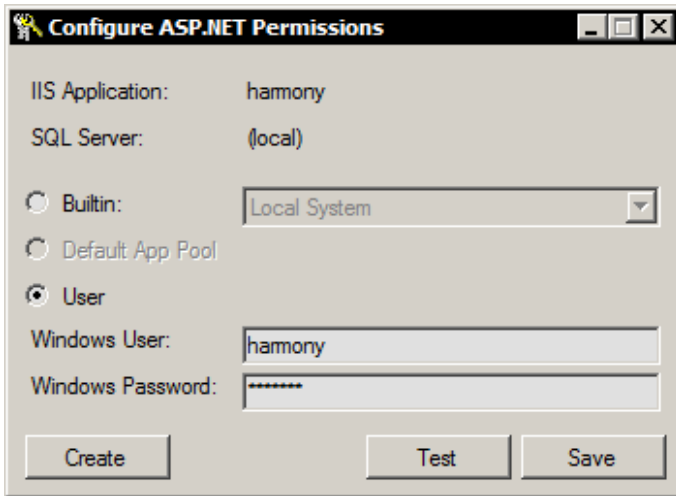 Configure ASP.NET Permissions
IIS Application: harmony
SQL Server: (local)
Builtin: Local System
Default App Pool
User
Windows User: harmony
Windows Password: *******
Create Test Save